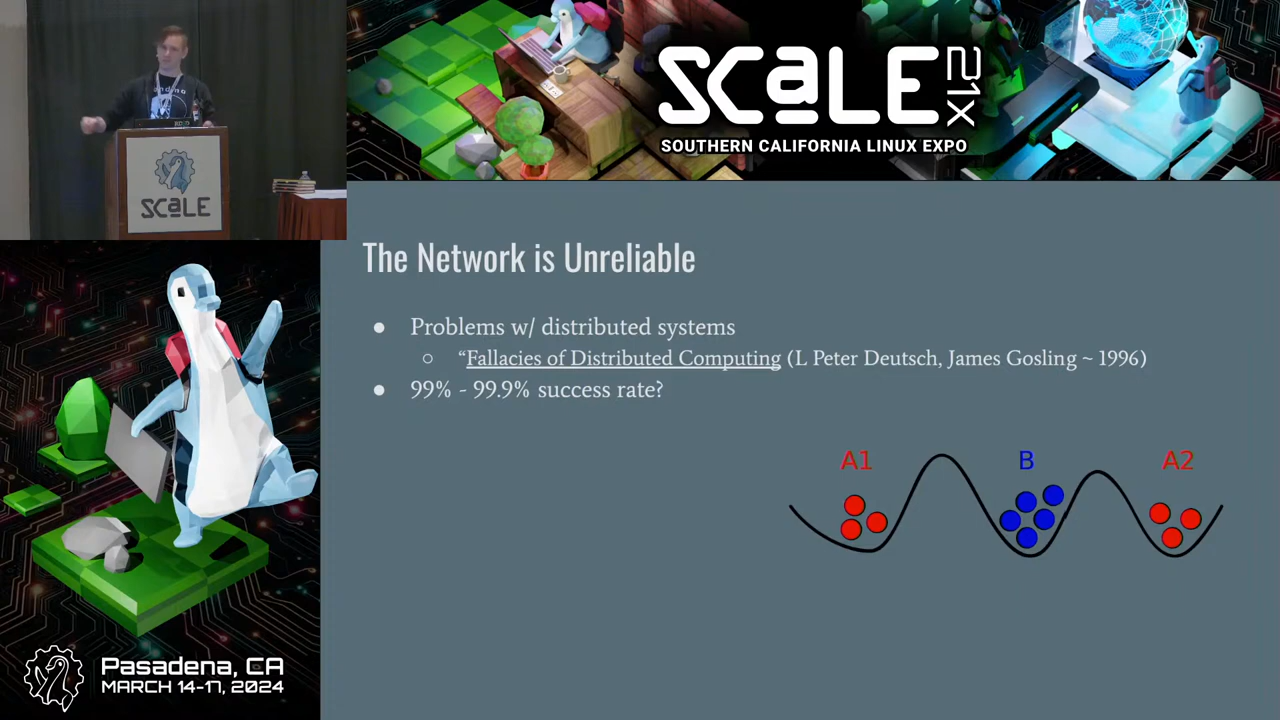 SCaLE 21X
SOUTHERN CALIFORNIA LINUX EXPO
SCaLE
The Network is Unreliable
● Problems w/ distributed systems
○ “Fallacies of Distributed Computing (L Peter Deutsch, James Gosling ~ 1996)
● 99% - 99.9% success rate?
A1
B
A2
Pasadena, CA
MARCH 14-17, 2024